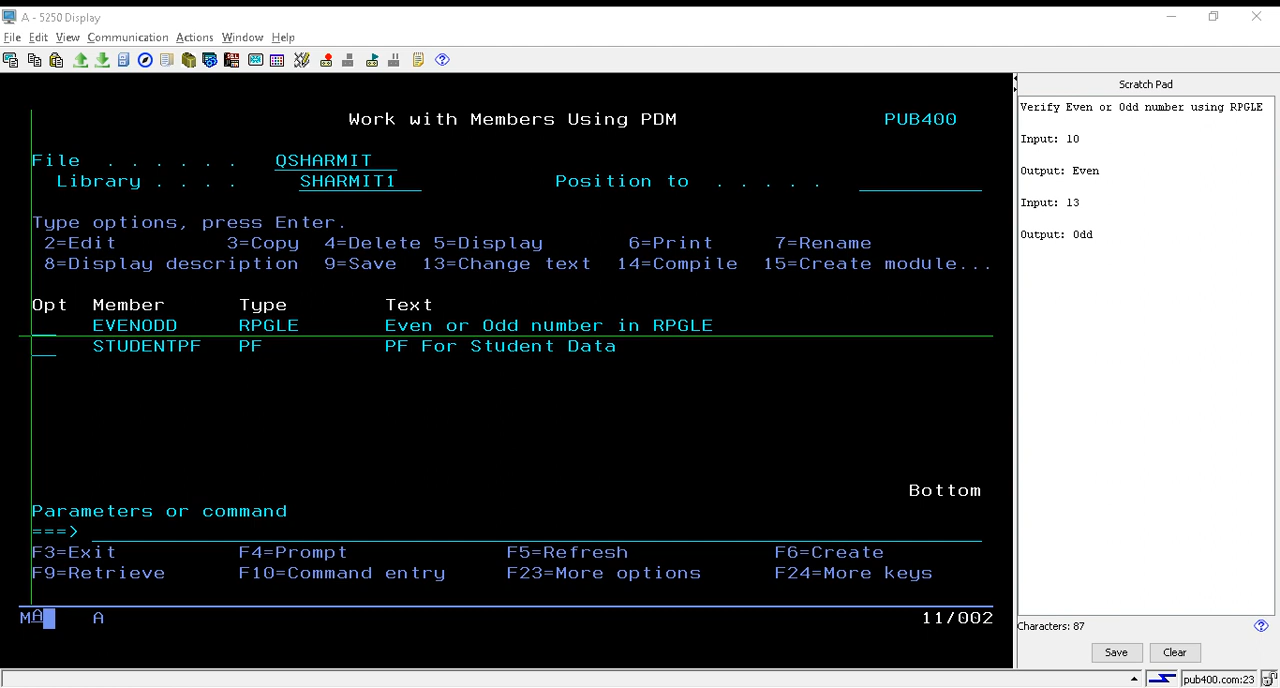 A - 5250 Display
File Edit View Communication Actions Window Help
Work with Members Using PDM PUB400
File . . . . . . QSHARMIT
Library . . . . SHARMIT1 Position to . . . . .
Type options, press Enter.
2=Edit 3=Copy 4=Delete 5=Display 6=Print 7=Rename
8=Display description 9=Save 13=Change text 14=Compile 15=Create module...
Opt Member Type Text
EVENODD RPGLE Even or Odd number in RPGLE
STUDENTPF PF PF For Student Data
Bottom
Parameters or command
===>
F3=Exit F4=Prompt F5=Refresh F6=Create
F9=Retrieve F10=Command entry F23=More options F24=More keys
MA A 11/002
Scratch Pad
Verify Even or Odd number using RPGLE
Input: 10
Output: Even
Input: 13
Output: Odd
Characters: 87
Save Clear
pub400.com:23